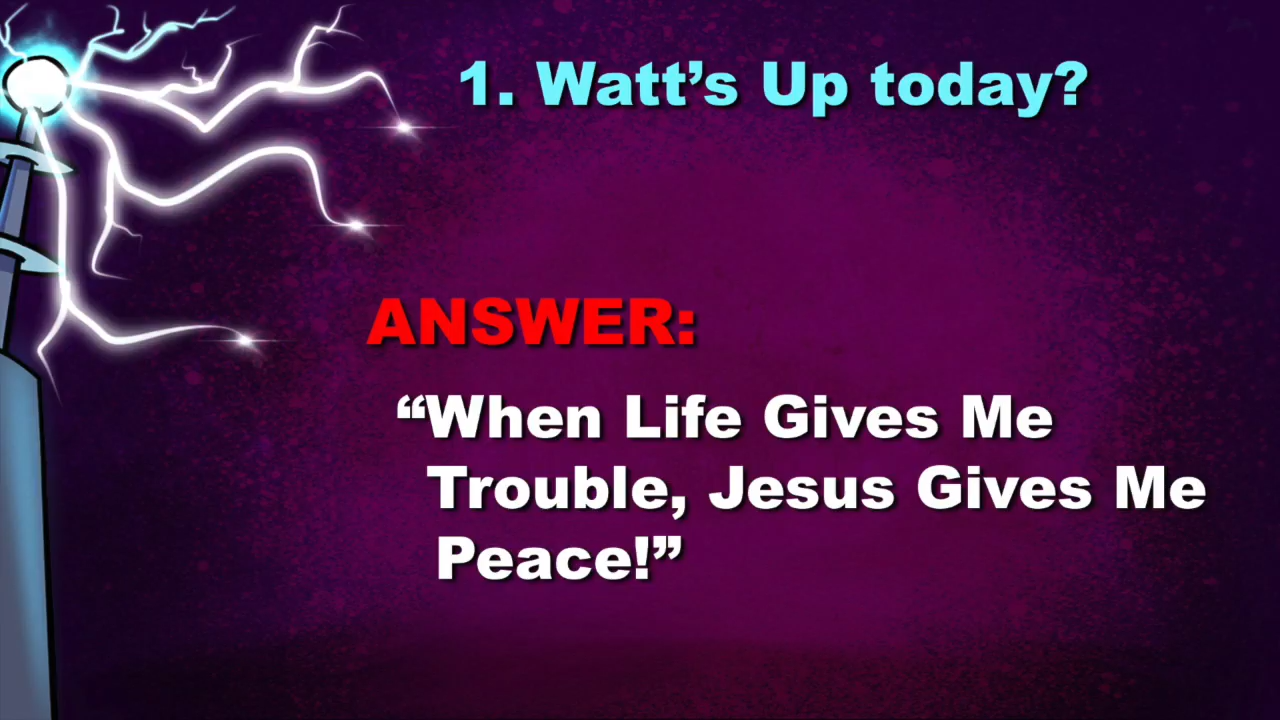 1. Watt’s Up today?
ANSWER:
“When Life Gives Me
Trouble, Jesus Gives Me
Peace!”